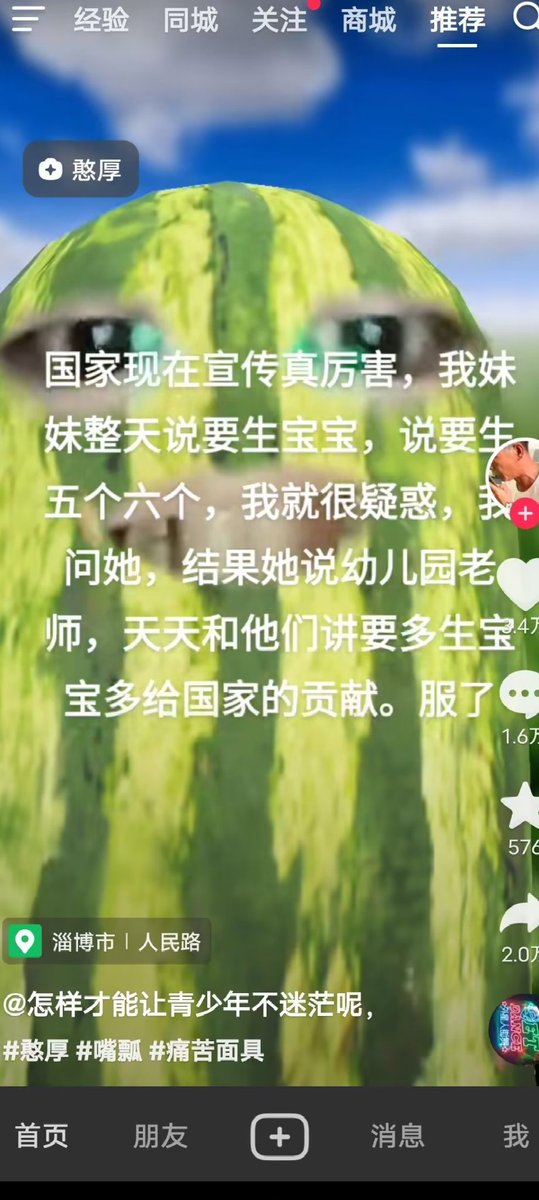 经验 同城 关注 商城 推荐
憨厚
国家现在宣传真厉害，我妹
妹整天说要生宝宝，说要生
五个六个，我就很疑惑，我
问她，结果她说幼儿园老
师，天天和他们讲要多生宝
宝多给国家的贡献。服了
3.4万
1.6万
576
2.0万
淄博市 | 人民路
@怎样才能让青少年不迷茫呢，
#憨厚 #嘴瓢 #痛苦面具
首页 朋友 消息 我